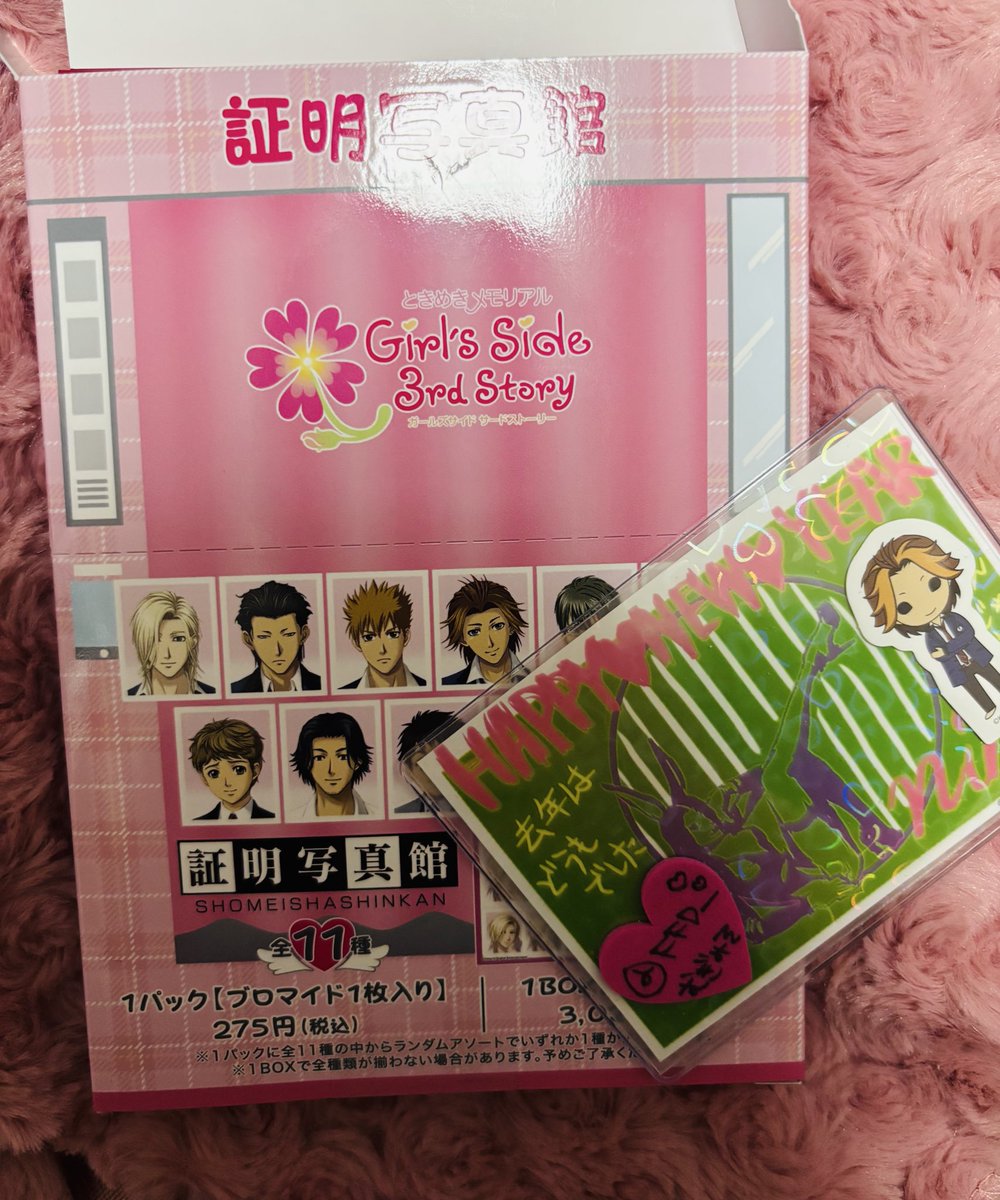 証明写真館
ときめきメモリアル
Girl's Side
3rd Story
ガールズサイド サードストーリー
HAPPY NEW YEAR
去年は
どうも
でした
証明写真館
SHOMEISHASHINKAN
全11種
1パック【ブロマイド1枚入り】
275円(税込)
1BO
3,0
※1パックに全11種の中からランダムアソートでいずれか1種が
※1BOXで全種類が揃わない場合があります。予めご了承くだ